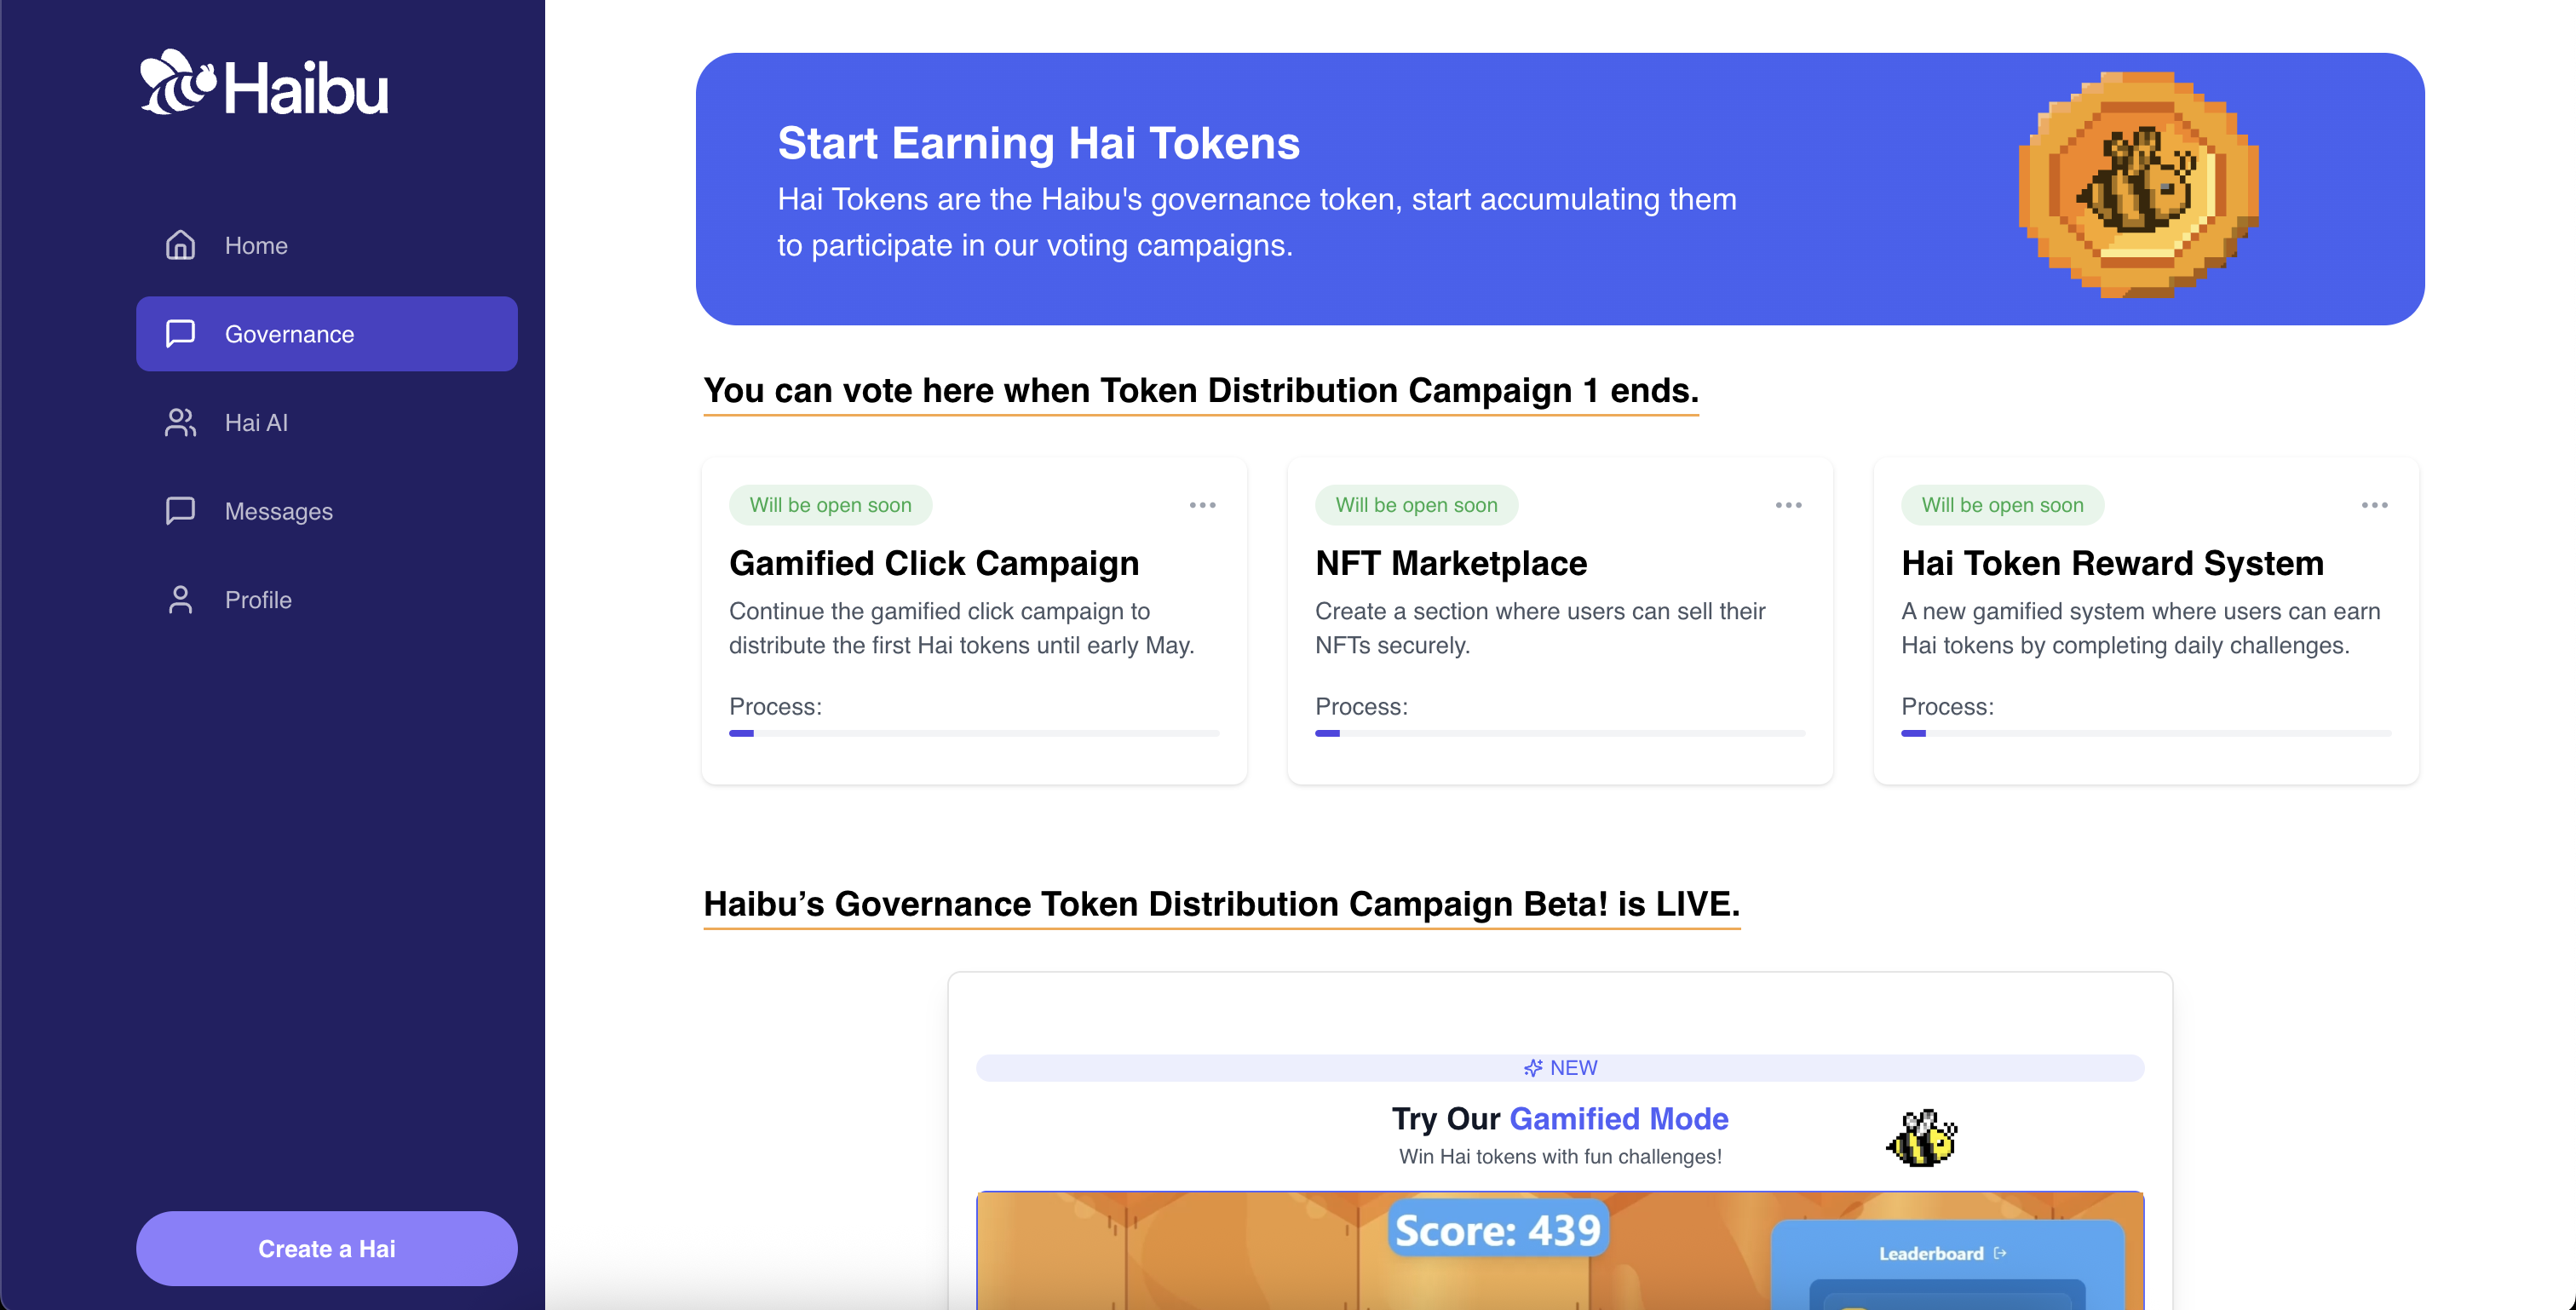 Haibu
Home
Governance
Hai AI
Messages
Profile
Create a Hai
Start Earning Hai Tokens
Hai Tokens are the Haibu's governance token, start accumulating them
to participate in our voting campaigns.
You can vote here when Token Distribution Campaign 1 ends.
Will be open soon
Gamified Click Campaign
Continue the gamified click campaign to
distribute the first Hai tokens until early May.
Process:
Will be open soon
NFT Marketplace
Create a section where users can sell their
NFTs securely.
Process:
Will be open soon
Hai Token Reward System
A new gamified system where users can earn
Hai tokens by completing daily challenges.
Process:
Haibu’s Governance Token Distribution Campaign Beta! is LIVE.
NEW
Try Our Gamified Mode
Win Hai tokens with fun challenges!
Score: 439
Leaderboard